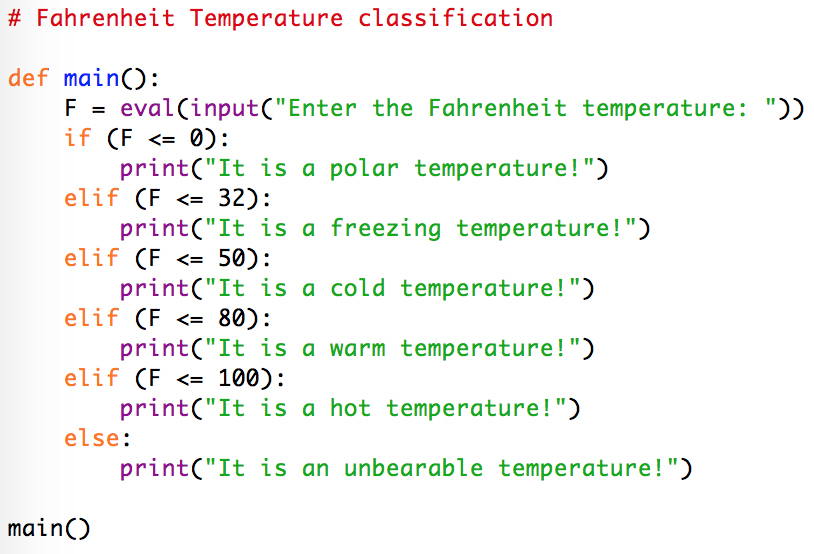 # Fahrenheit Temperature classification
def main():
    F = eval(input("Enter the Fahrenheit temperature: "))
    if (F <= 0):
        print("It is a polar temperature!")
    elif (F <= 32):
        print("It is a freezing temperature!")
    elif (F <= 50):
        print("It is a cold temperature!")
    elif (F <= 80):
        print("It is a warm temperature!")
    elif (F <= 100):
        print("It is a hot temperature!")
    else:
        print("It is an unbearable temperature!")
main()